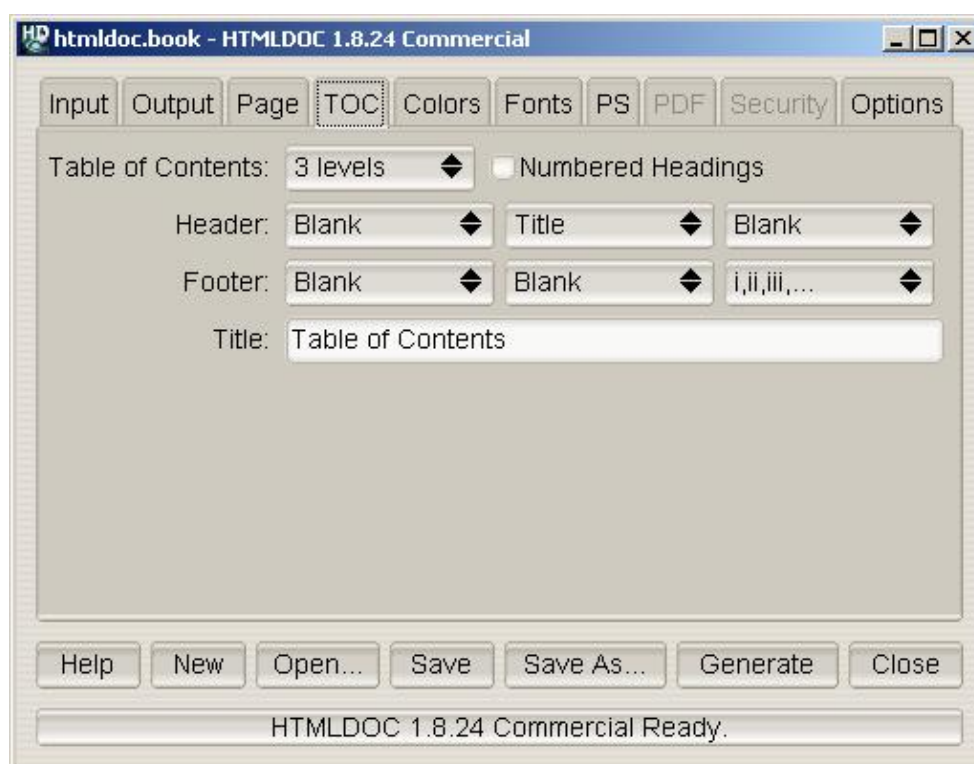 HD htmldoc.book - HTMLDOC 1.8.24 Commercial
Input Output Page TOC Colors Fonts PS PDF Security Options
Table of Contents: 3 levels Numbered Headings
Header: Blank Title Blank
Footer: Blank Blank i,ii,iii,...
Title: Table of Contents
Help New Open... Save Save As... Generate Close
HTMLDOC 1.8.24 Commercial Ready.